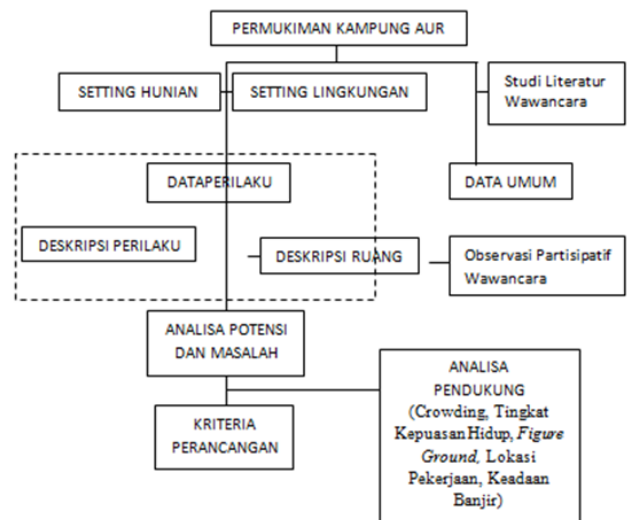 PERMUKIMAN KAMPUNG AUR
SETTING HUNIAN
SETTING LINGKUNGAN
Studi Literatur
Wawancara
DATAPERILAKU
DATA UMUM
DESKRIPSI PERILAKU
DESKRIPSI RUANG
Observasi Partisipatif
Wawancara
ANALISA POTENSI
DAN MASALAH
ANALISA
PENDUKUNG
(Crowding, Tingkat
Kepuasan Hidup, Figure
Ground, Lokasi
Pekerjaan, Keadaan
Banjir)
KRITERIA
PERANCANGAN